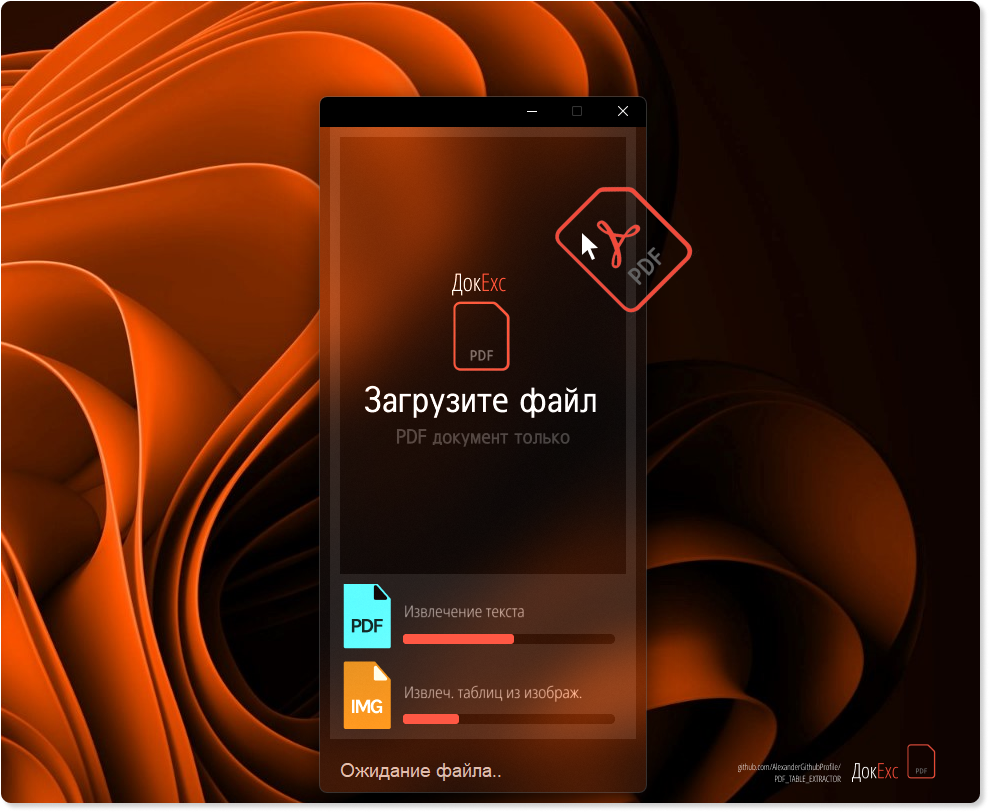 PDF
ДокExc
PDF
Загрузите файл
PDF документ только
PDF
Извлечение текста
IMG
Извлеч. таблиц из изображ.
Ожидание файла..
github.com/AlexanderGithubProfile/
PDF_TABLE_EXTRACTOR
ДокExc
PDF